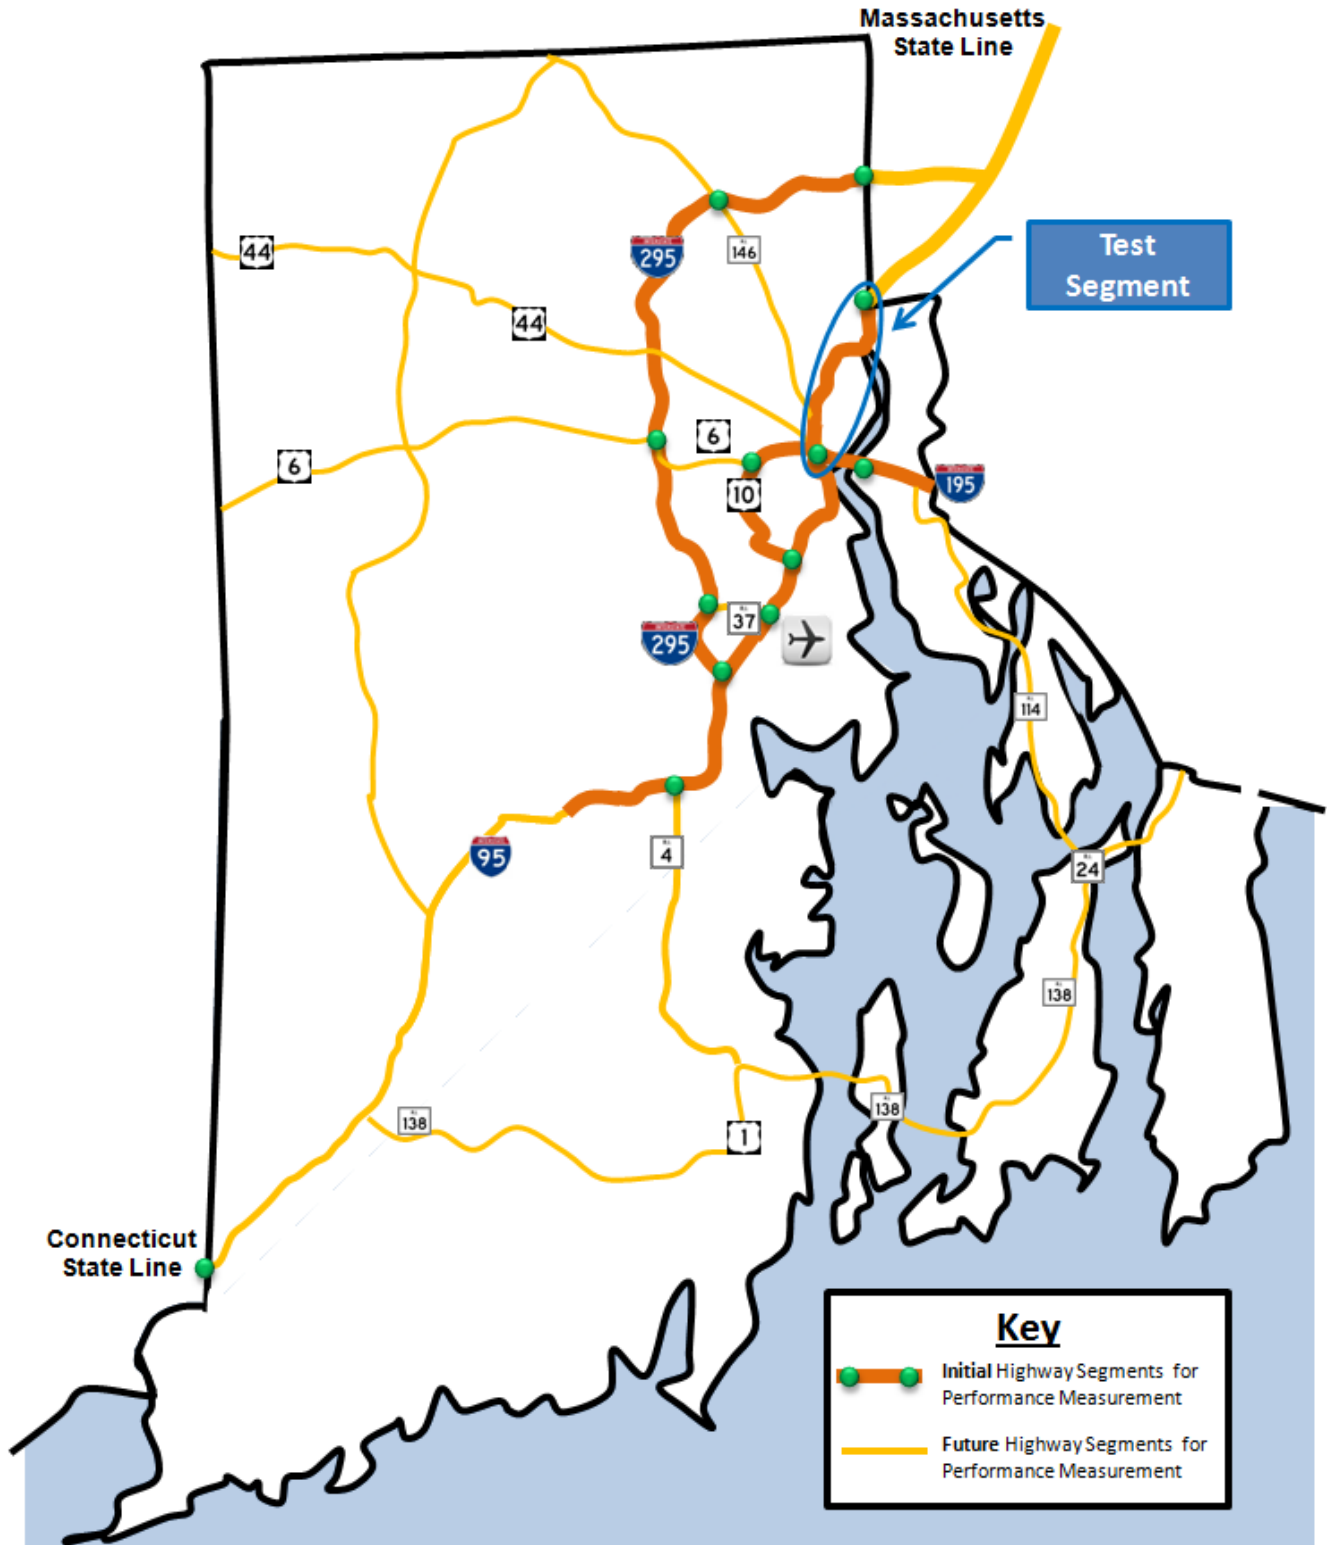 Massachusetts
State Line
44
295
146
Test
Segment
44
6
6
10
195
37
295
114
95
4
24
138
138
138
1
Connecticut
State Line
Key
Initial Highway Segments for
Performance Measurement
Future Highway Segments for
Performance Measurement